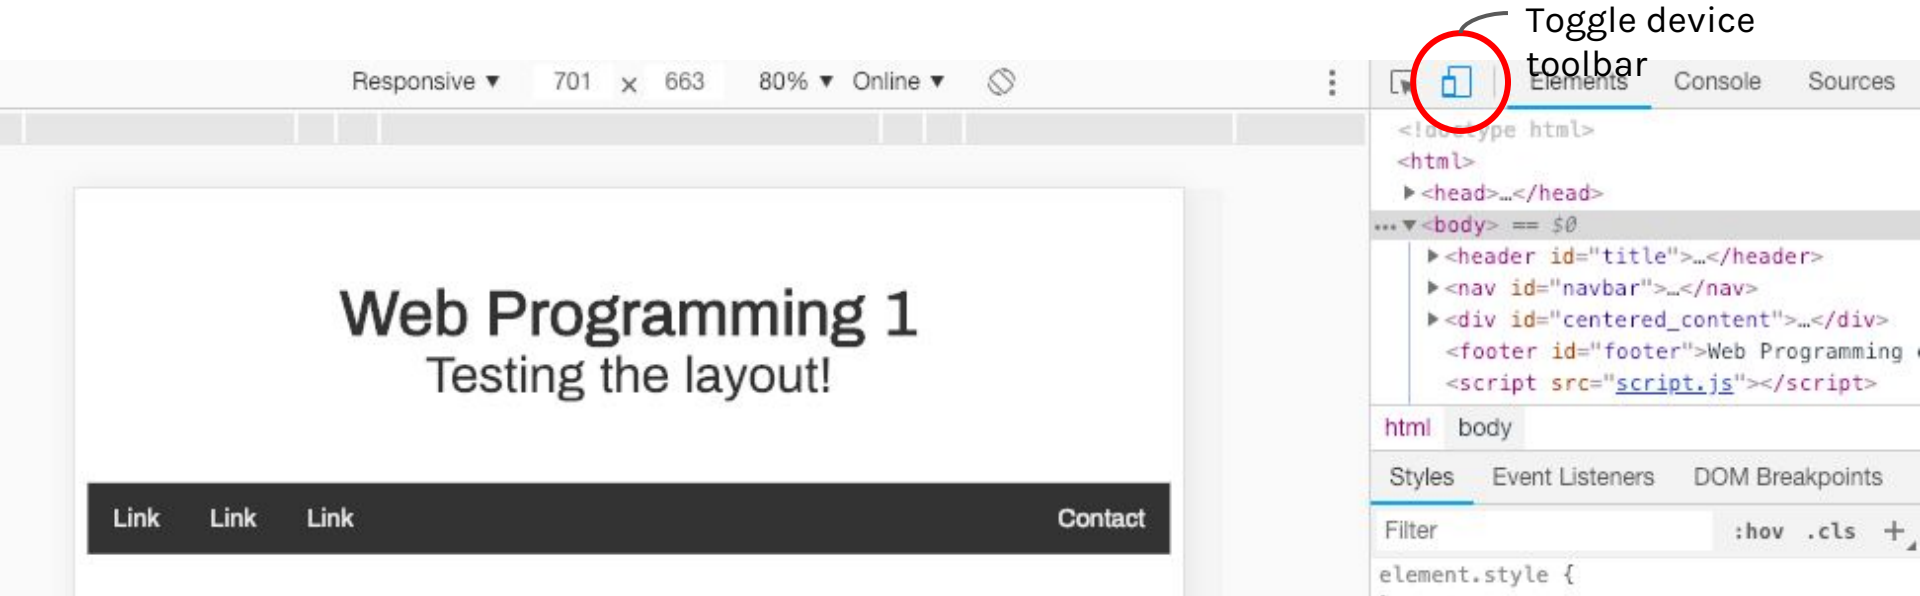 Toggle device
toolbar
Responsive ▼ 701 × 663 80% ▼ Online ▼
Elements Console Sources
<!doctype html>
<html>
<head>…</head>
<body> == $0
<header id="title">…</header>
<nav id="navbar">…</nav>
<div id="centered_content">…</div>
<footer id="footer">Web Programming
<script src="script.js"></script>
html body
Styles Event Listeners DOM Breakpoints
Filter :hov .cls +
element.style {
Web Programming 1
Testing the layout!
Link Link Link Contact